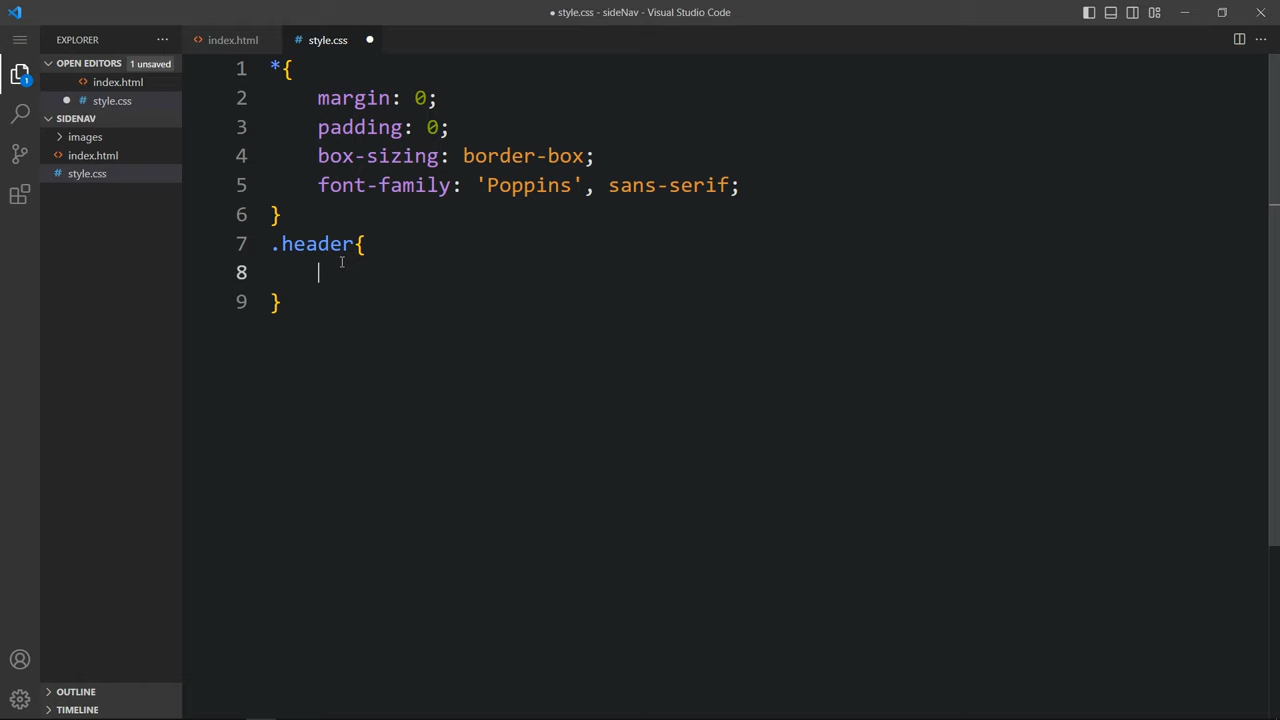 ● style.css - sideNav - Visual Studio Code
EXPLORER
index.html
# style.css
OPEN EDITORS 1 unsaved
index.html
# style.css
SIDENAV
images
index.html
# style.css
1 *{
2 margin: 0;
3 padding: 0;
4 box-sizing: border-box;
5 font-family: 'Poppins', sans-serif;
6 }
7 .header{
8
9 }
1
OUTLINE
TIMELINE